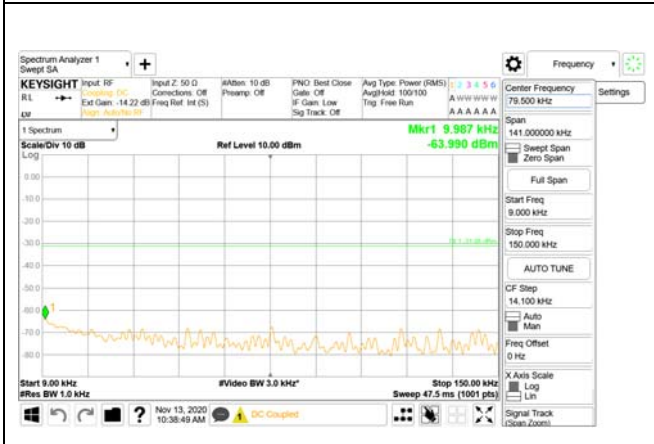 Spectrum Analyzer 1
Swept SA
+
Frequency
KEYSIGHT Input: RF Input Z: 50 Ω #Atten: 10 dB PNO: Best Close Avg Type: Power (RMS) 1 2 3 4 5 6
RL Coupling: DC Corrections: Off Preamp: Off Gate: Off Avg|Hold: 100/100 A W W W W W
Ext Gain: -14.22 dB Freq Ref: Int (S) IF Gain: Low Trig: Free Run
Align: Auto/No RF Sig Track: Off A A A A A A
1 Spectrum
Mkr1 9.987 kHz
Scale/Div 10 dB Ref Level 10.00 dBm -63.990 dBm
Log
0.00
-10.0
-20.0
-30.0
-40.0
-50.0
-60.0
1
-70.0
-80.0
Start 9.00 kHz #Video BW 3.0 kHz* Stop 150.00 kHz
#Res BW 1.0 kHz Sweep 47.5 ms (1001 pts)
Nov 13, 2020
10:38:49 AM
DC Coupled
Center Frequency
79.500 kHz
Settings
Span
141.000000 kHz
Swept Span
Zero Span
Full Span
Start Freq
9.000 kHz
Stop Freq
150.000 kHz
AUTO TUNE
CF Step
14.100 kHz
Auto
Man
Freq Offset
0 Hz
X Axis Scale
Log
Lin
Signal Track
(Span Zoom)